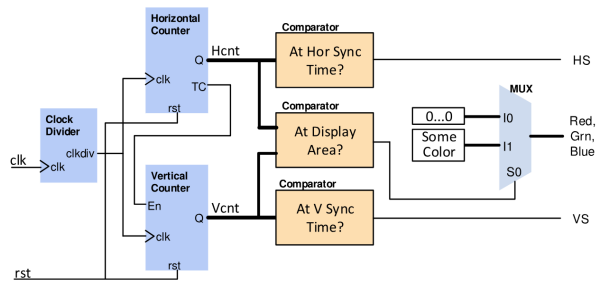 Horizontal
Counter
Q
clk
TC
rst
Hcnt
Comparator
At Hor Sync
Time?
HS
Clock
Divider
clkdiv
clk
clk
Comparator
At Display
Area?
MUX
0...0
Some
Color
I0
I1
S0
Red,
Grn,
Blue
Vertical
Counter
En
Q
clk
rst
Vcnt
Comparator
At V Sync
Time?
VS
rst